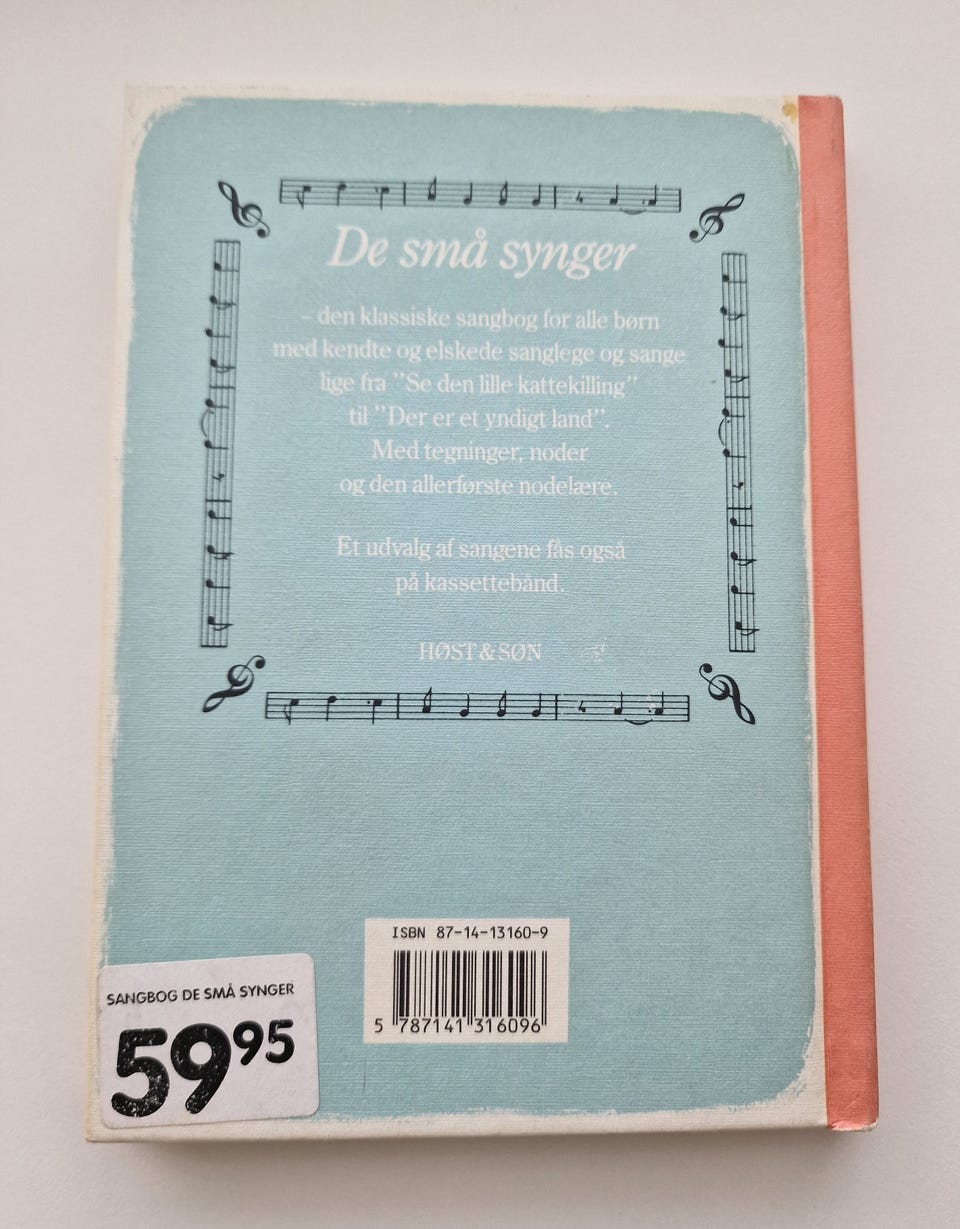 De små synger
– den klassiske sangbog for alle børn
med kendte og elskede sanglege og sange
lige fra "Se den lille kattekilling"
til "Der er et yndigt land".
Med tegninger, noder
og den allerførste nodelære.
Et udvalg af sangene fås også
på kassettebånd.
HØST & SØN
ISBN 87-14-13160-9
5 787141 316096
SANGBOG DE SMÅ SYNGER
59 95